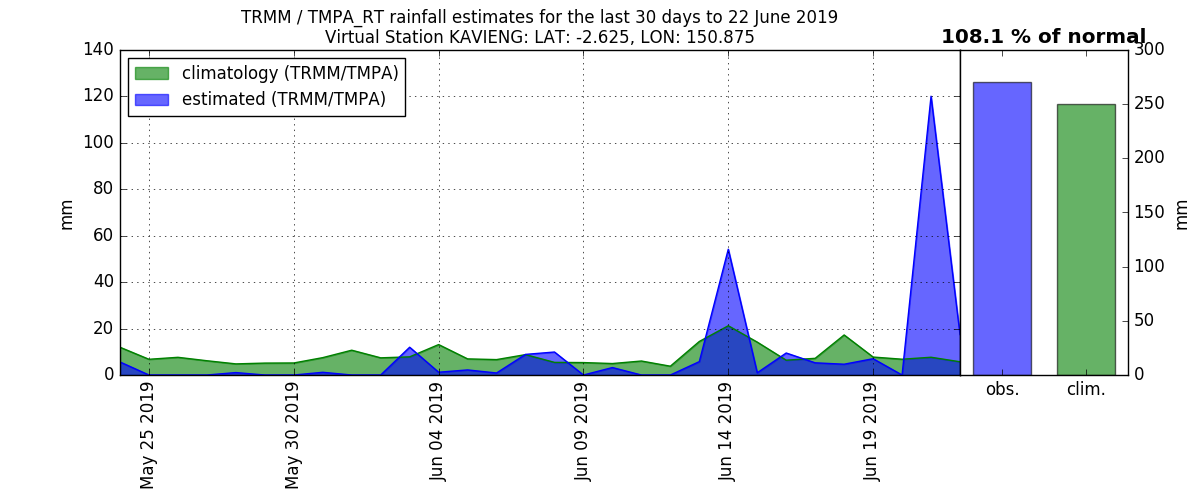 TRMM / TMPA_RT rainfall estimates for the last 30 days to 22 June 2019
Virtual Station KAVIENG: LAT: -2.625, LON: 150.875
108.1 % of normal
climatology (TRMM/TMPA)
estimated (TRMM/TMPA)
140
120
100
80
60
40
20
0
mm
May 25 2019
May 30 2019
Jun 04 2019
Jun 09 2019
Jun 14 2019
Jun 19 2019
300
250
200
150
100
50
0
mm
obs.
clim.